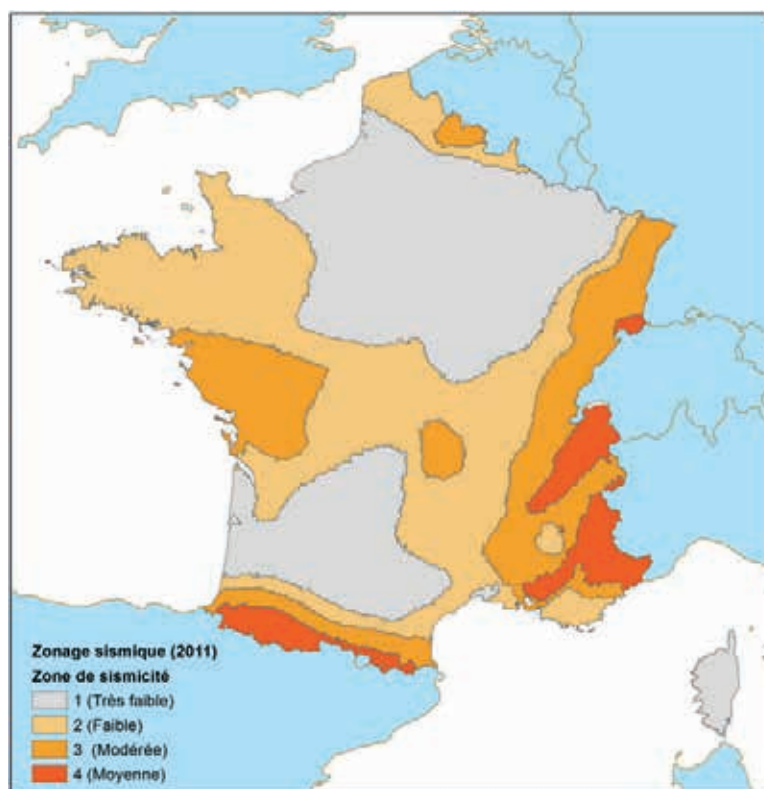 Zonage sismique (2011)
Zone de sismicité
1 (Très faible)
2 (Faible)
3 (Modérée)
4 (Moyenne)